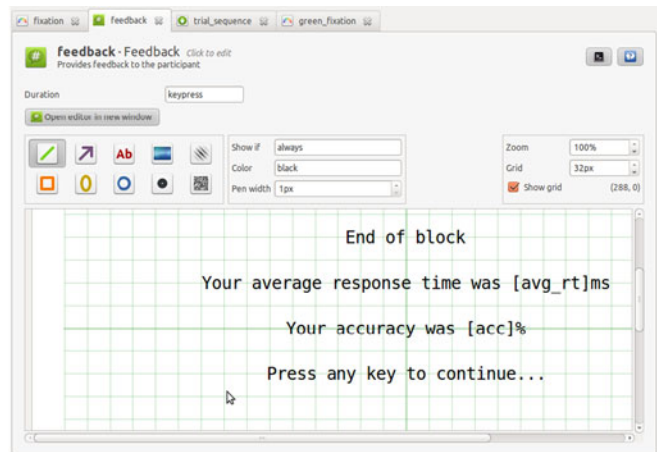 fixation feedback trial_sequence green_fixation
feedback - Feedback Click to edit
Provides feedback to the participant
Duration keypress
Open editor in new window
Ab
Show if always
Color black
Pen width 1px
Zoom 100%
Grid 32px
Show grid (288, 0)
End of block
Your average response time was [avg_rt]ms
Your accuracy was [acc]%
Press any key to continue...